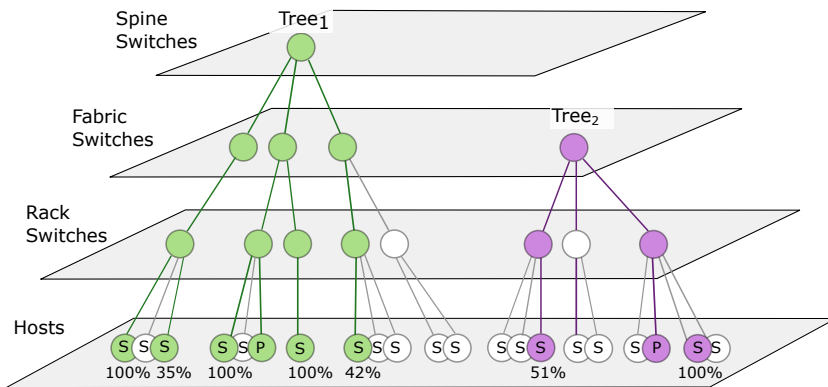 Spine
Switches
Tree1
Fabric
Switches
Tree2
Rack
Switches
Hosts
S S S S S P S S S S S S S S S S S S P S S
100% 35% 100% 100% 42% 51% 100%